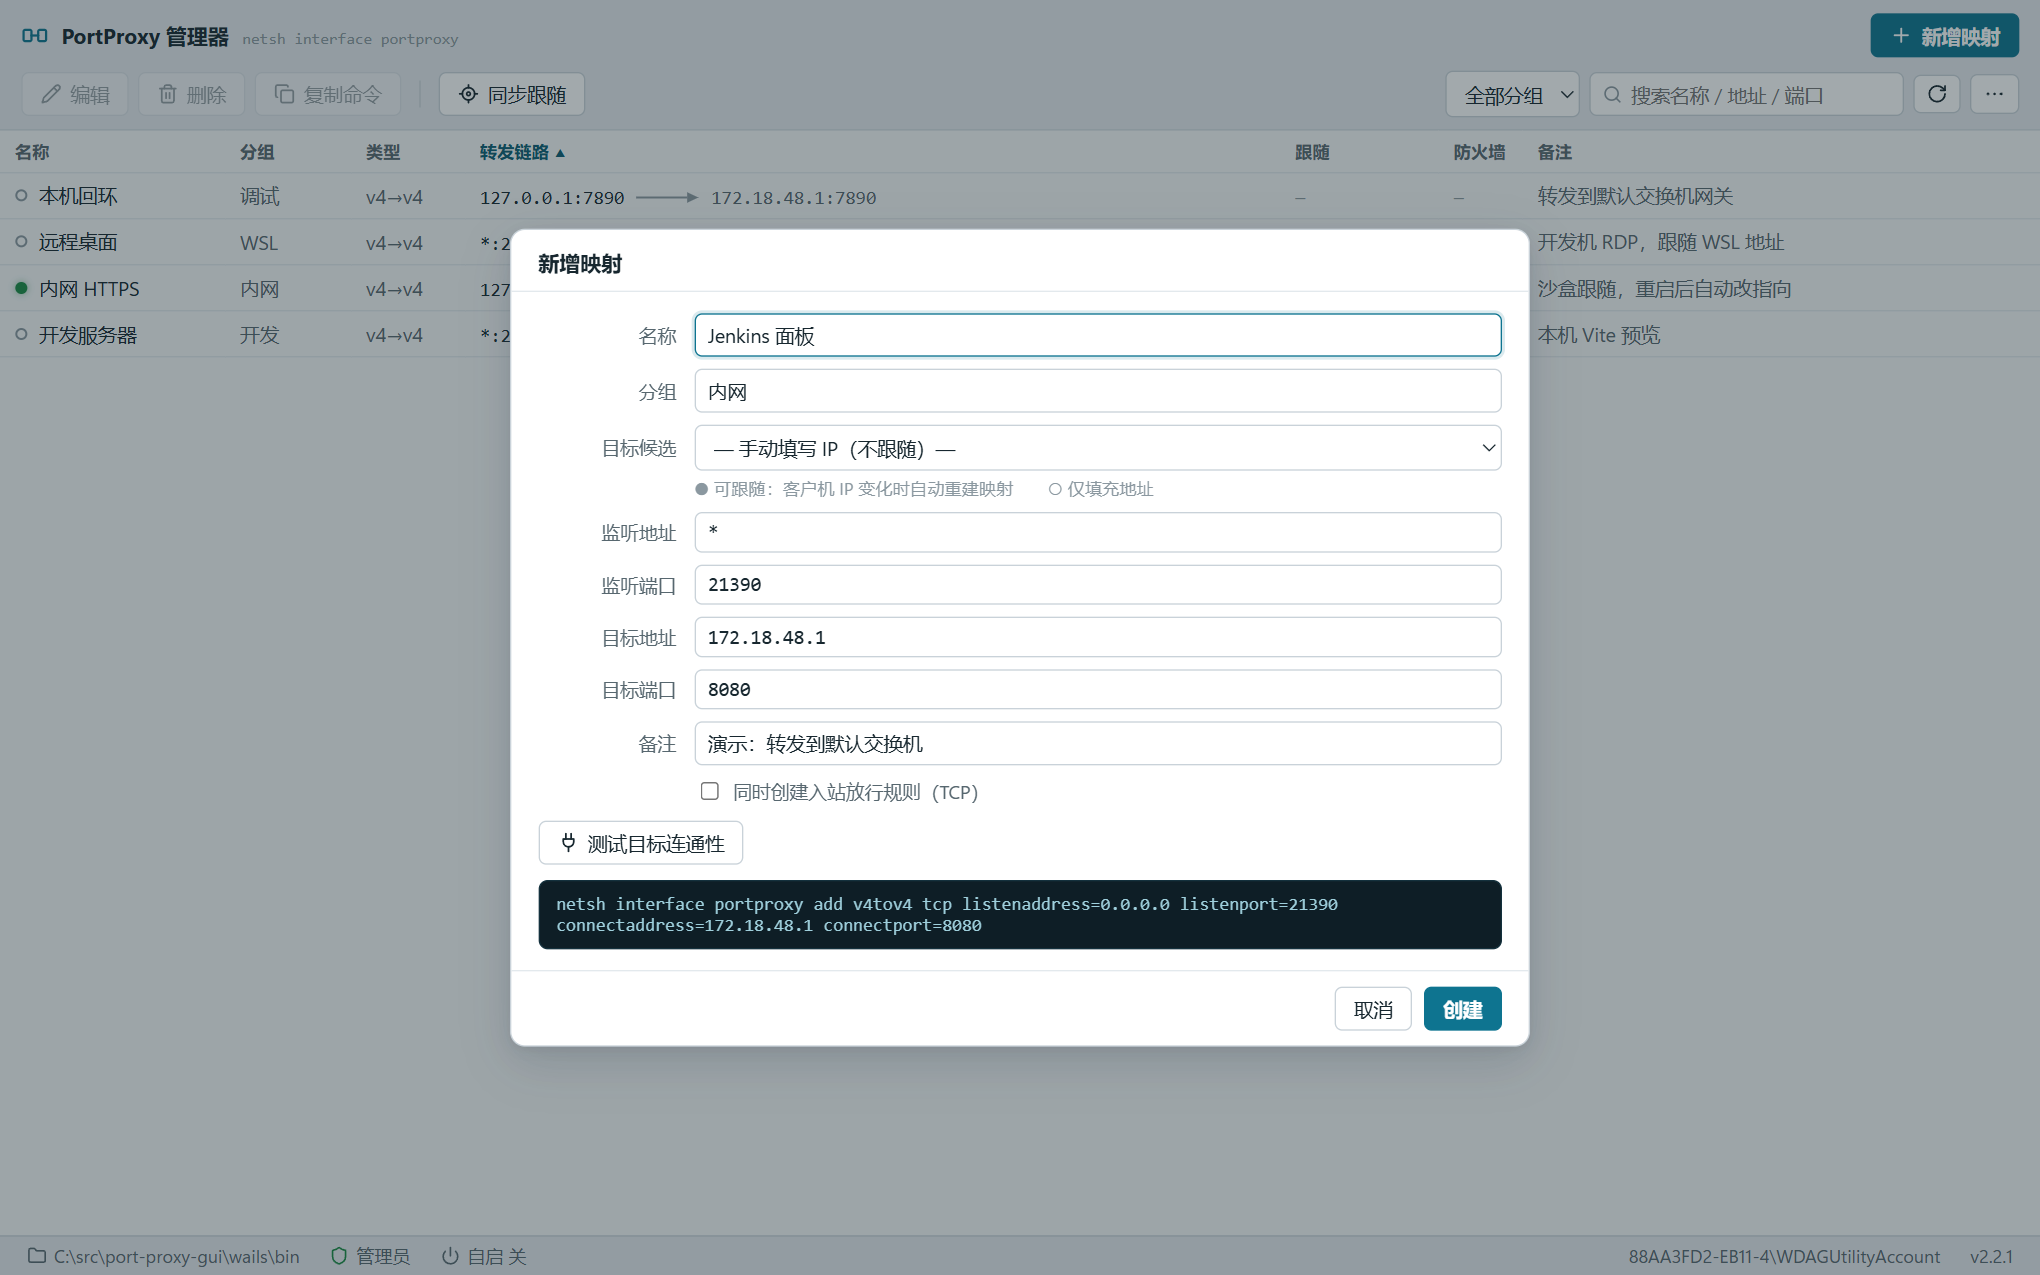 PortProxy 管理器 netsh interface portproxy
新增映射
编辑 删除 复制命令 同步跟随 全部分组 搜索名称 / 地址 / 端口
名称 分组 类型 转发链路 ▲ 跟随 防火墙 备注
本机回环 调试 v4→v4 127.0.0.1:7890 172.18.48.1:7890 — — 转发到默认交换机网关
远程桌面 WSL v4→v4 *:2 开发机 RDP，跟随 WSL 地址
内网 HTTPS 内网 v4→v4 127 沙盒跟随，重启后自动改指向
开发服务器 开发 v4→v4 *:2 本机 Vite 预览
新增映射
名称 Jenkins 面板
分组 内网
目标候选 — 手动填写 IP（不跟随）—
可跟随：客户机 IP 变化时自动重建映射 仅填充地址
监听地址 *
监听端口 21390
目标地址 172.18.48.1
目标端口 8080
备注 演示：转发到默认交换机
同时创建入站放行规则（TCP）
测试目标连通性
netsh interface portproxy add v4tov4 tcp listenaddress=0.0.0.0 listenport=21390
connectaddress=172.18.48.1 connectport=8080
取消 创建
C:\src\port-proxy-gui\wails\bin 管理员 自启 关 88AA3FD2-EB11-4\WDAGUtilityAccount v2.2.1